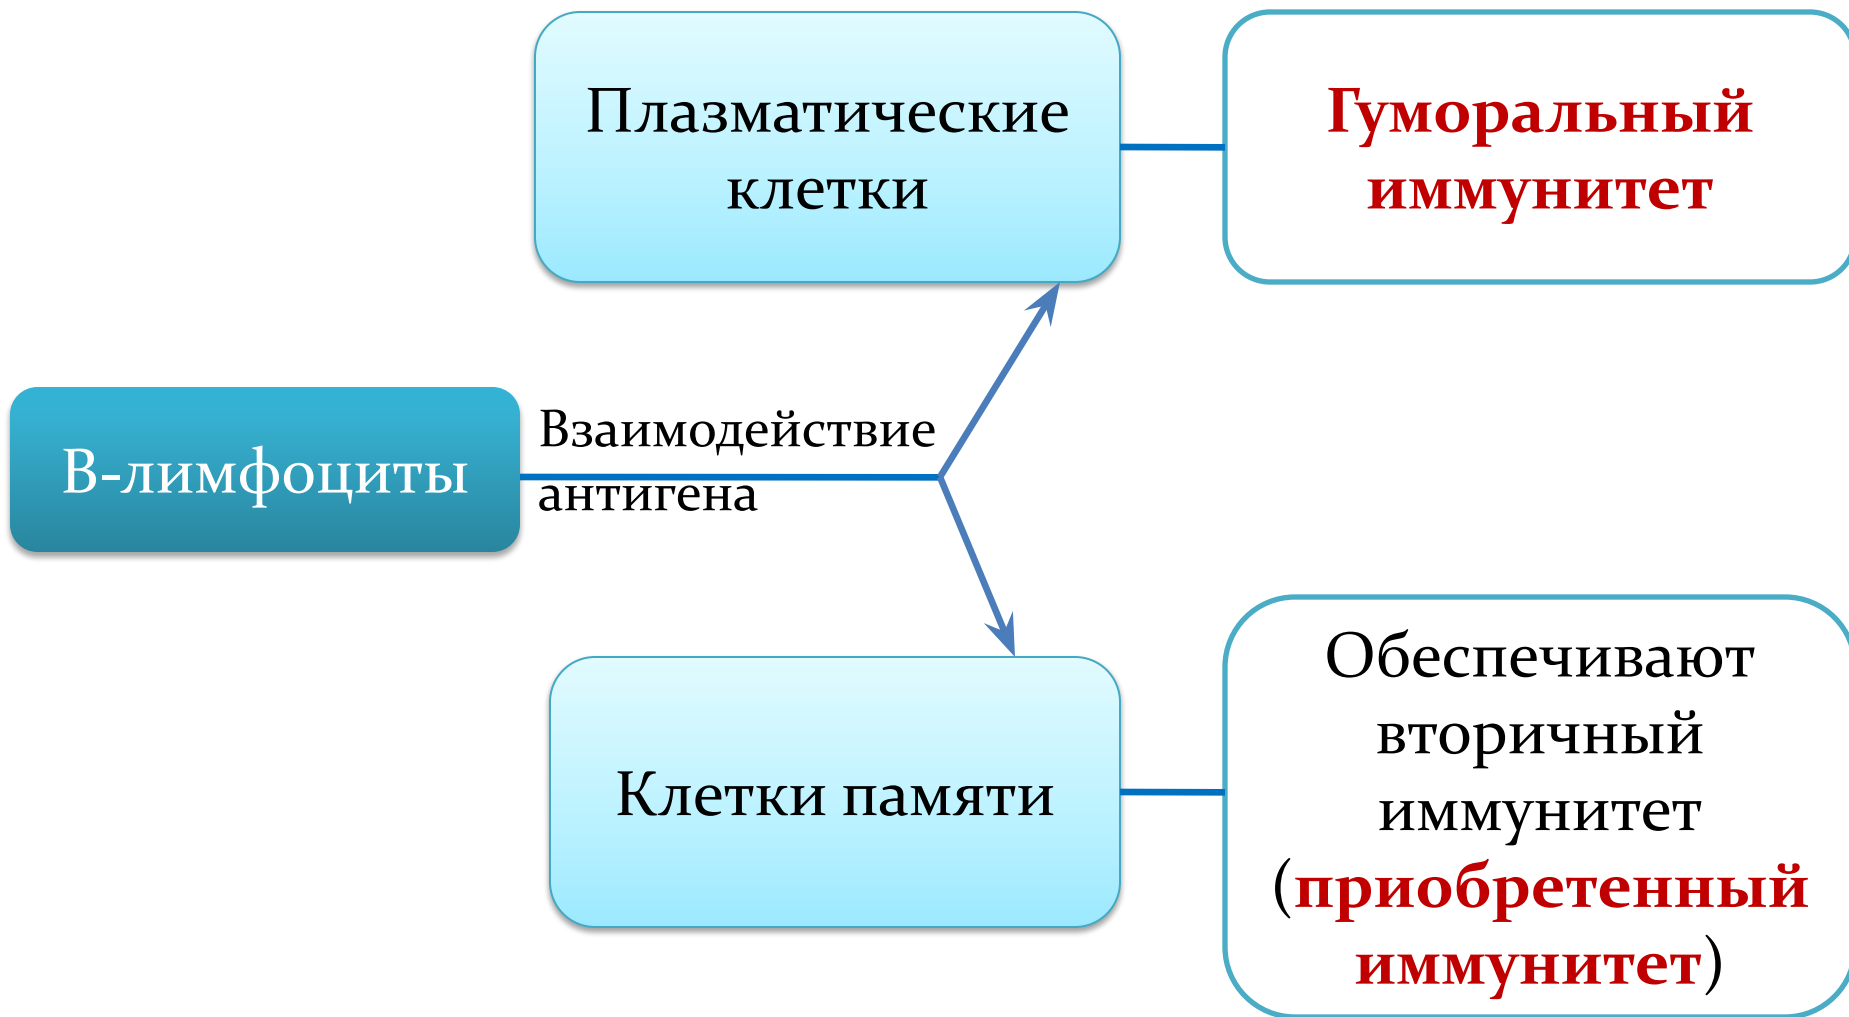 Плазматические
клетки
Гуморальный
иммунитет
В-лимфоциты
Взаимодействие
антигена
Клетки памяти
Обеспечивают
вторичный
иммунитет
(приобретенный
иммунитет)